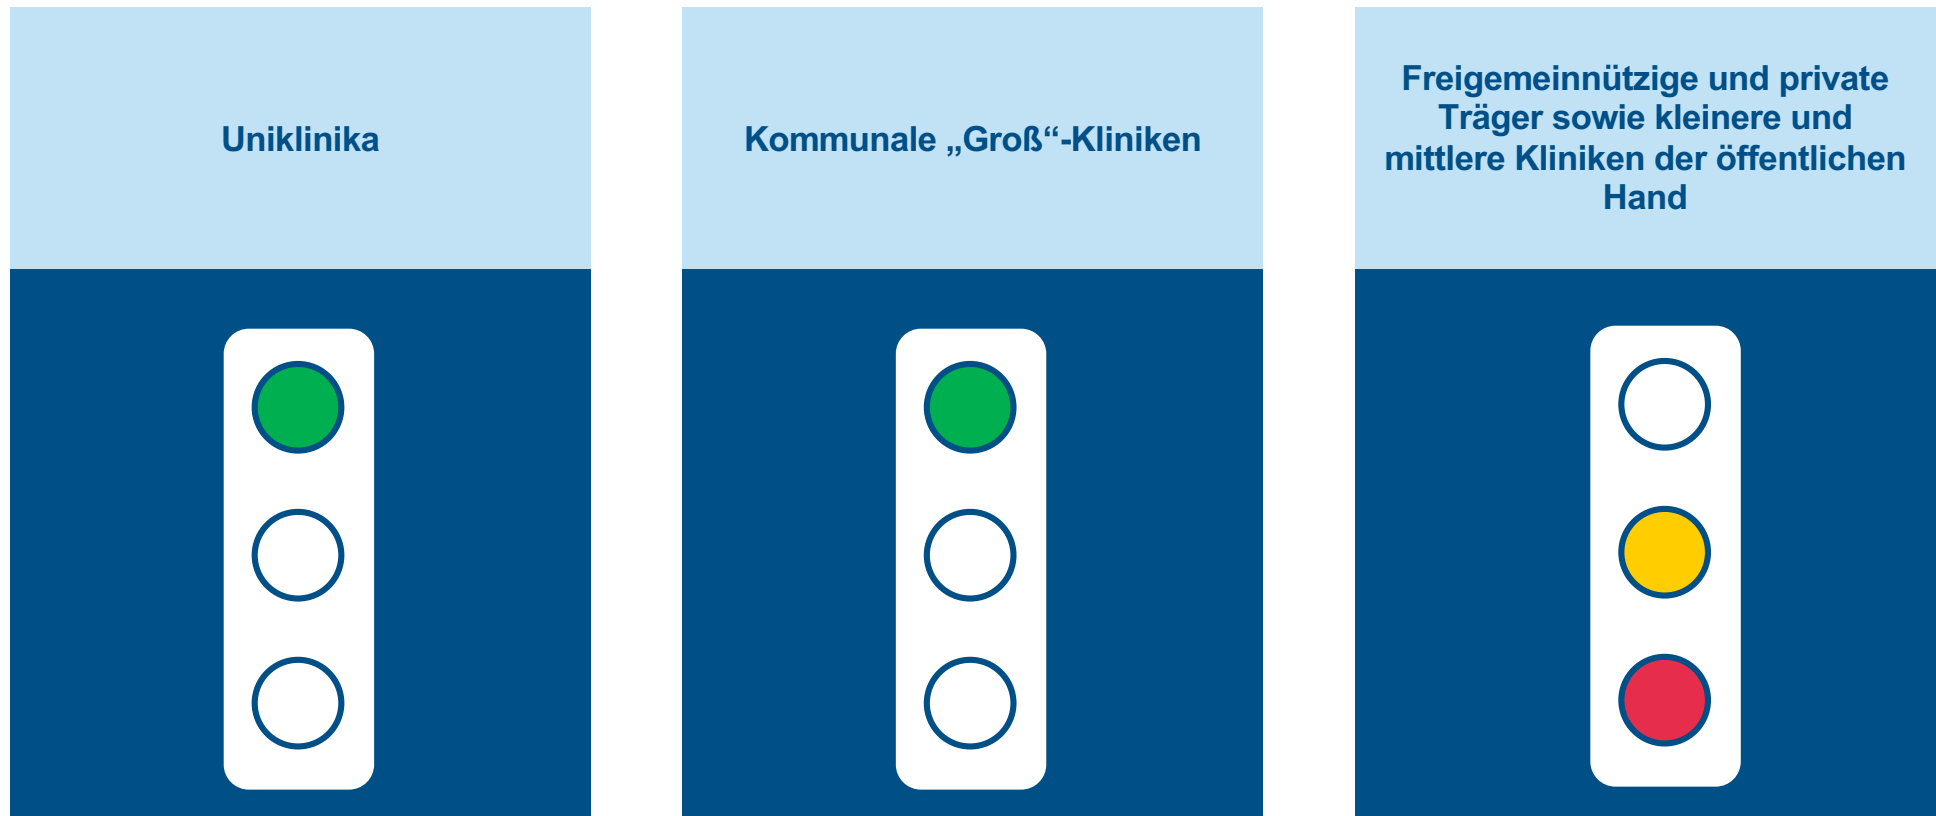 Uniklinika
Kommunale „Groß“-Kliniken
Freigemeinnützige und private
Träger sowie kleinere und
mittlere Kliniken der öffentlichen
Hand